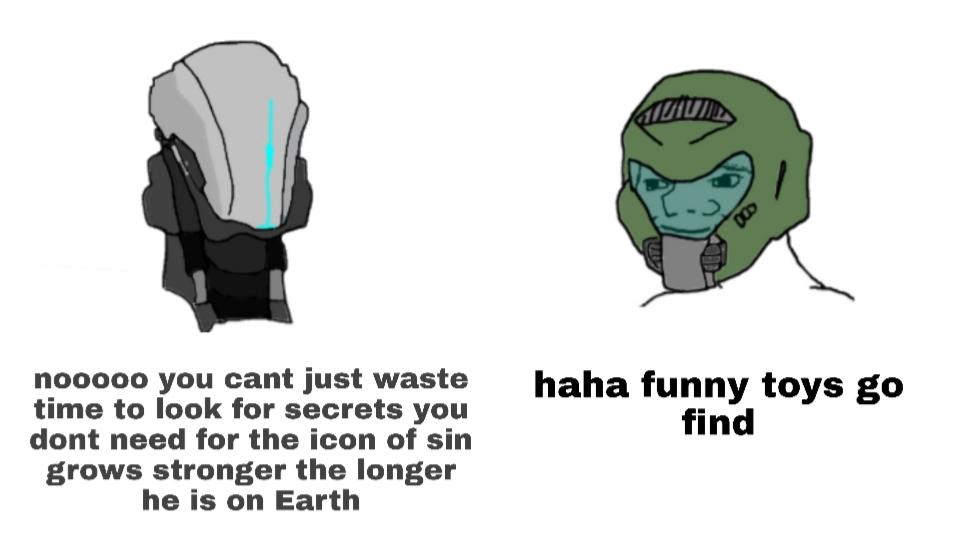 nooooo you cant just waste
time to look for secrets you
dont need for the icon of sin
grows stronger the longer
he is on Earth
haha funny toys go
find